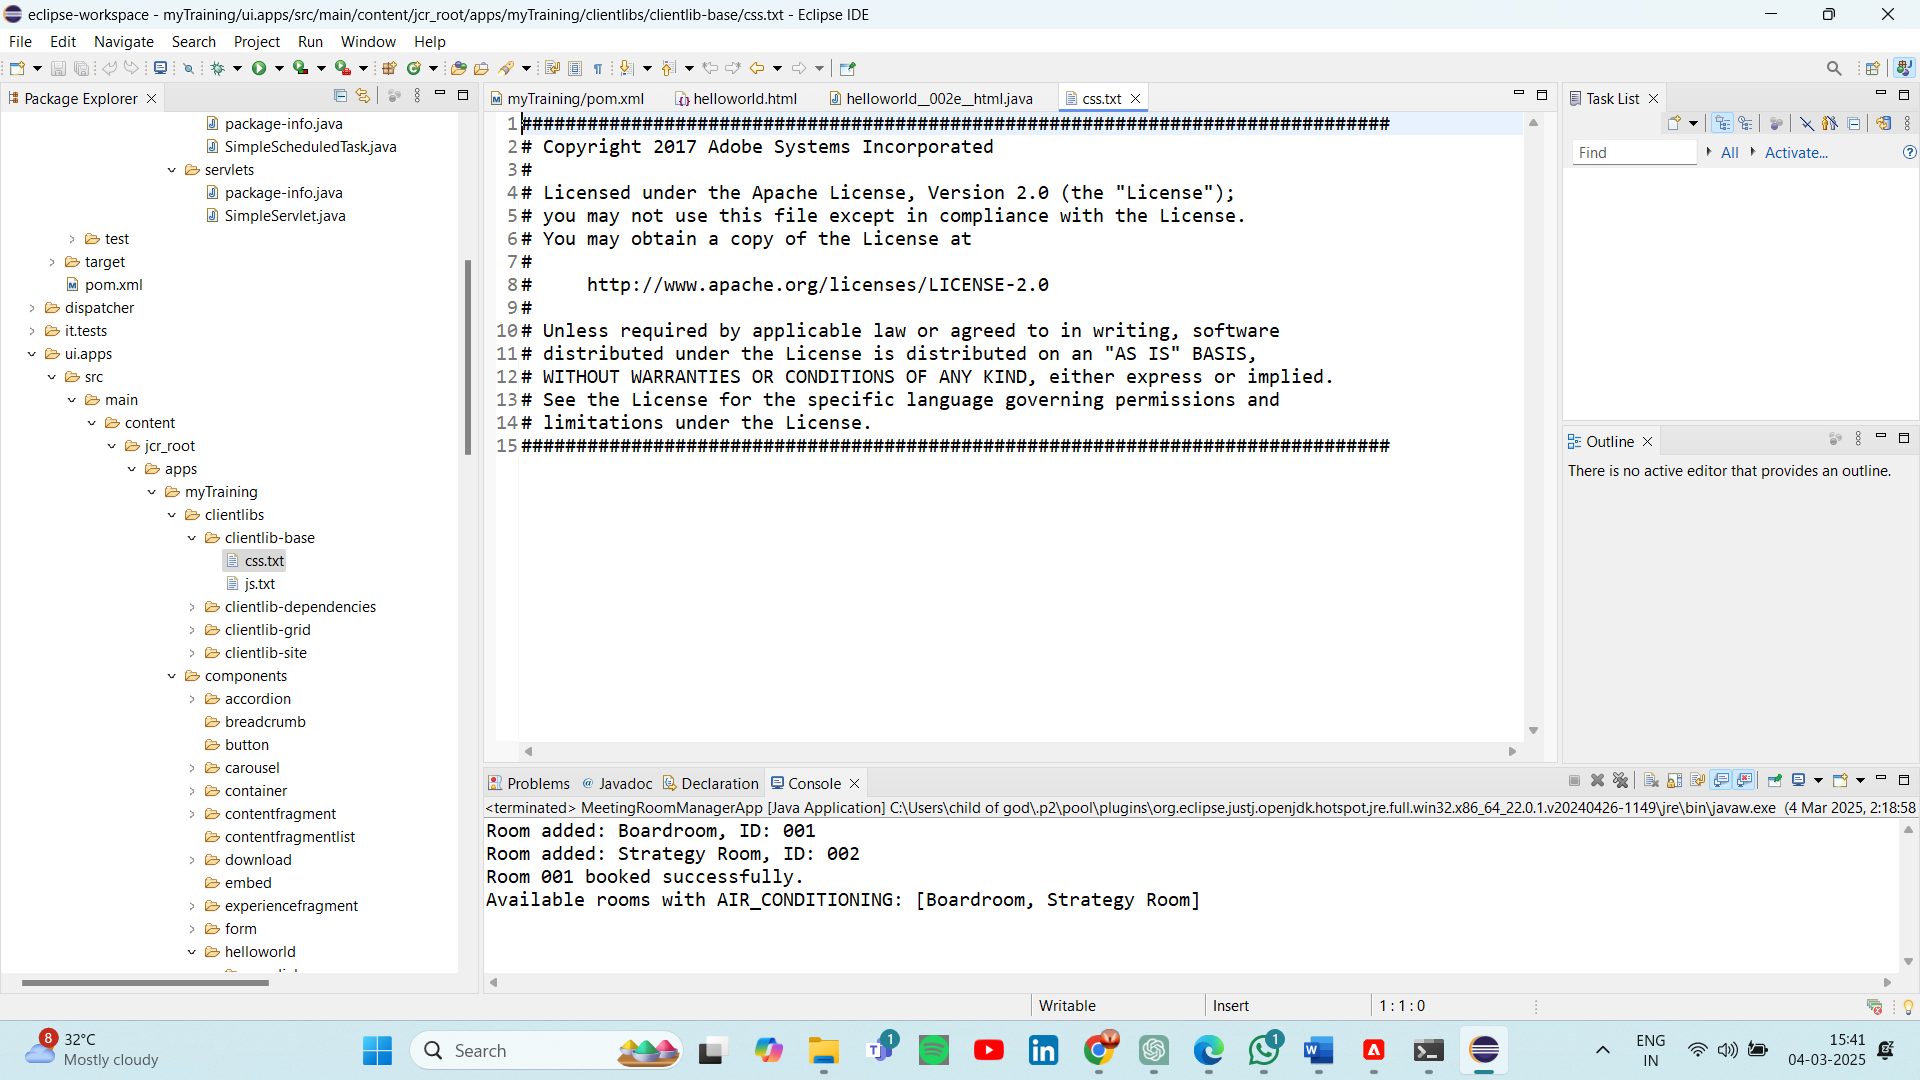 eclipse-workspace - myTraining/ui.apps/src/main/content/jcr_root/apps/myTraining/clientlibs/clientlib-base/css.txt - Eclipse IDE
File Edit Navigate Search Project Run Window Help
Package Explorer
package-info.java
SimpleScheduledTask.java
servlets
package-info.java
SimpleServlet.java
test
target
pom.xml
dispatcher
it.tests
ui.apps
src
main
content
jcr_root
apps
myTraining
clientlibs
clientlib-base
css.txt
js.txt
clientlib-dependencies
clientlib-grid
clientlib-site
components
accordion
breadcrumb
button
carousel
container
contentfragment
contentfragmentlist
download
embed
experiencefragment
form
helloworld
myTraining/pom.xml helloworld.html helloworld__002e__html.java css.txt
1 ###############################################################################
2 # Copyright 2017 Adobe Systems Incorporated
3 #
4 # Licensed under the Apache License, Version 2.0 (the "License");
5 # you may not use this file except in compliance with the License.
6 # You may obtain a copy of the License at
7 #
8 #     http://www.apache.org/licenses/LICENSE-2.0
9 #
10 # Unless required by applicable law or agreed to in writing, software
11 # distributed under the License is distributed on an "AS IS" BASIS,
12 # WITHOUT WARRANTIES OR CONDITIONS OF ANY KIND, either express or implied.
13 # See the License for the specific language governing permissions and
14 # limitations under the License.
15 ###############################################################################
Task List
Find All Activate...
Outline
There is no active editor that provides an outline.
Problems Javadoc Declaration Console
<terminated> MeetingRoomManagerApp [Java Application] C:\Users\child of god\.p2\pool\plugins\org.eclipse.justj.openjdk.hotspot.jre.full.win32.x86_64_22.0.1.v20240426-1149\jre\bin\javaw.exe (4 Mar 2025, 2:18:58
Room added: Boardroom, ID: 001
Room added: Strategy Room, ID: 002
Room 001 booked successfully.
Available rooms with AIR_CONDITIONING: [Boardroom, Strategy Room]
Writable Insert 1 : 1 : 0
8 32°C
Mostly cloudy
Search
1
1
ENG
IN
15:41
04-03-2025